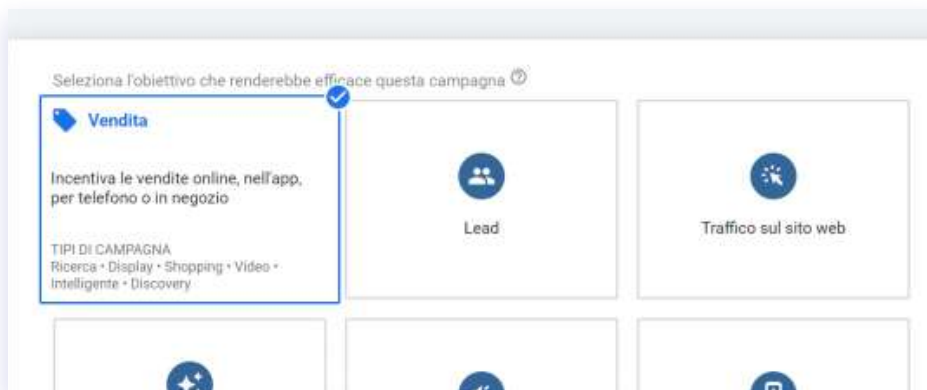 Seleziona l'obiettivo che renderebbe efficace questa campagna
Vendita
Incentiva le vendite online, nell'app,
per telefono o in negozio
TIPI DI CAMPAGNA
Ricerca • Display • Shopping • Video •
Intelligente • Discovery
Lead
Traffico sul sito web